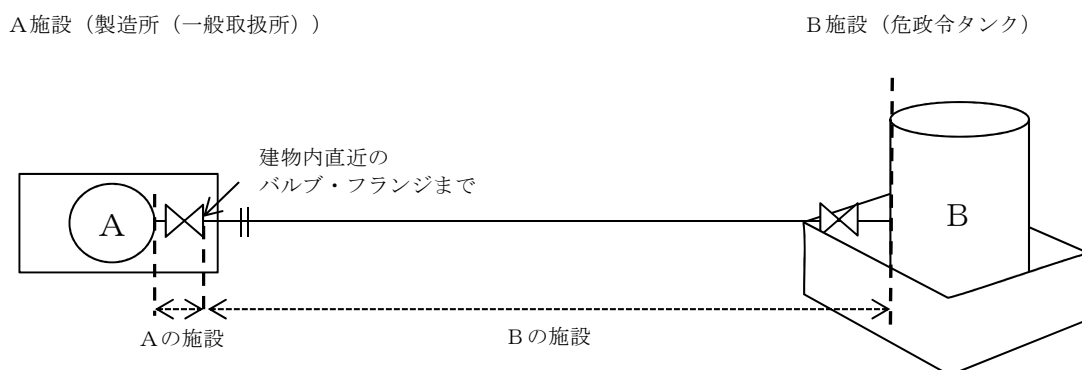 A施設（製造所（一般取扱所））
B施設（危政令タンク）
建物内直近の
バルブ・フランジまで
A
B
Aの施設
Bの施設